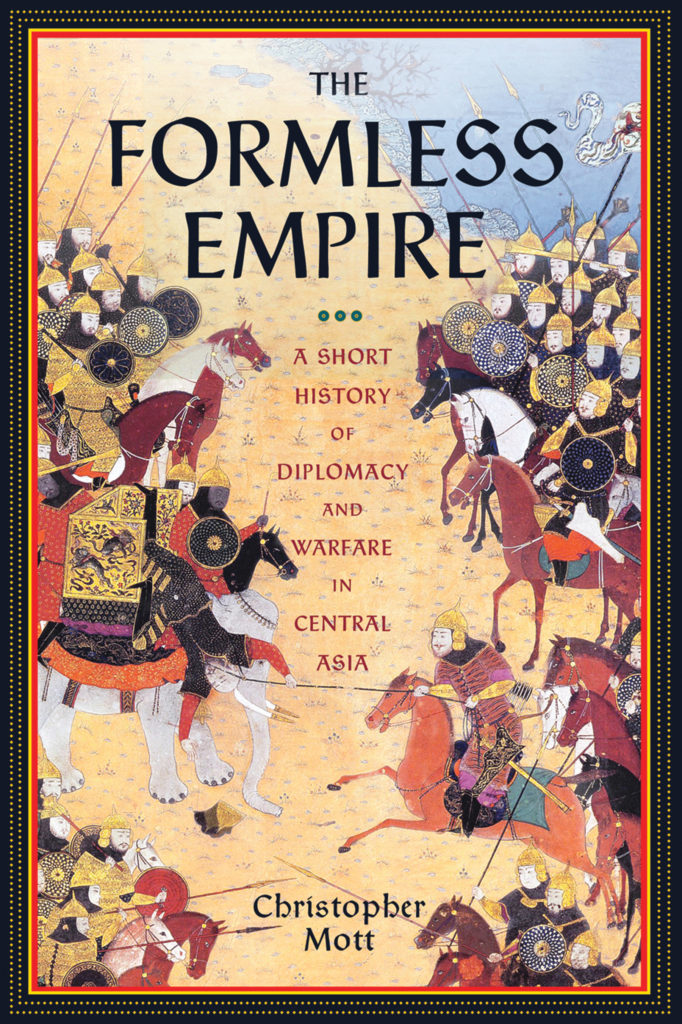 THE
FORMLESS
EMPIRE
A SHORT
HISTORY
OF
DIPLOMACY
AND
WARFARE
IN
CENTRAL
ASIA
Christopher
Mott